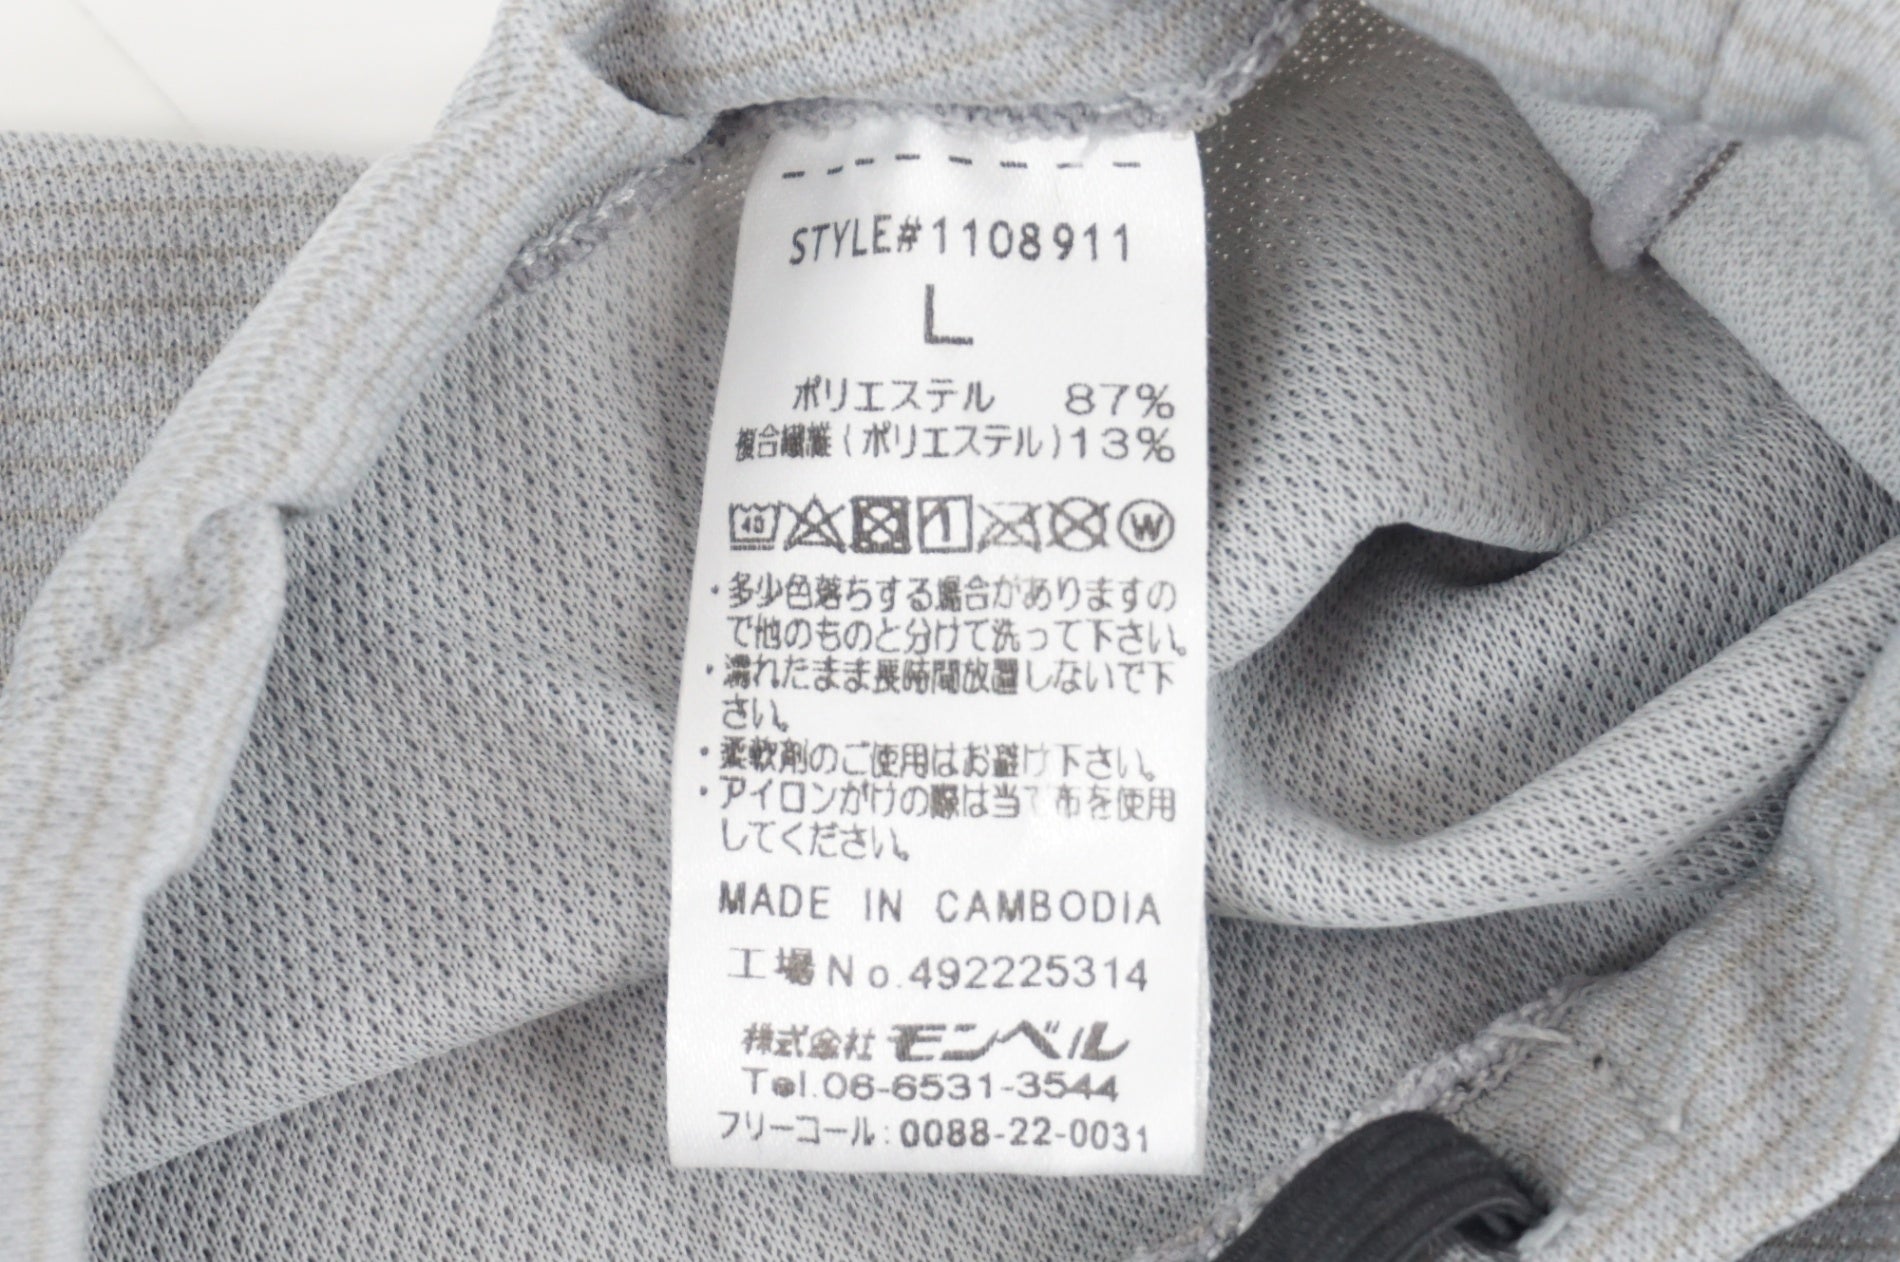 STYLE#1108911
L
ポリエステル 87%
複合繊維(ポリエステル)13%
40
W
・多少色落ちする場合がありますの
で他のものと分けて洗って下さい。
・濡れたまま長時間放置しないで下
さい。
・柔軟剤のご使用はお避け下さい。
・アイロンがけの際は当て布を使用
してください。
MADE IN CAMBODIA
工場No.492225314
株式会社 モンベル
Tel.06-6531-3544
フリーコール:0088-22-0031